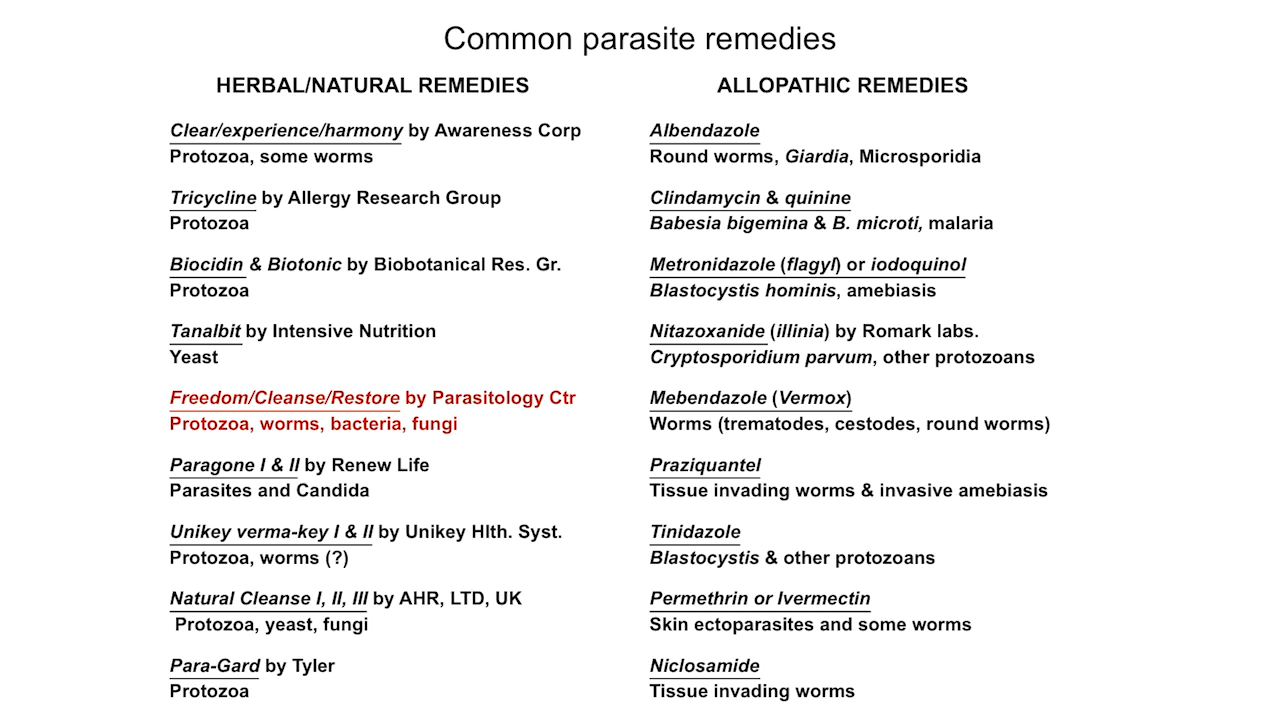 Common parasite remedies
HERBAL/NATURAL REMEDIES
Clear/experience/harmony by Awareness Corp
Protozoa, some worms
Tricycline by Allergy Research Group
Protozoa
Biocidin & Biotonic by Biobotanical Res. Gr.
Protozoa
Tanalbit by Intensive Nutrition
Yeast
Freedom/Cleanse/Restore by Parasitology Ctr
Protozoa, worms, bacteria, fungi
Paragone I & II by Renew Life
Parasites and Candida
Unikey verma-key I & II by Unikey Hlth. Syst.
Protozoa, worms (?)
Natural Cleanse I, II, III by AHR, LTD, UK
Protozoa, yeast, fungi
Para-Gard by Tyler
Protozoa
ALLOPATHIC REMEDIES
Albendazole
Round worms, Giardia, Microsporidia
Clindamycin & quinine
Babesia bigemina & B. microti, malaria
Metronidazole (flagyl) or iodoquinol
Blastocystis hominis, amebiasis
Nitazoxanide (illinia) by Romark labs.
Cryptosporidium parvum, other protozoans
Mebendazole (Vermox)
Worms (trematodes, cestodes, round worms)
Praziquantel
Tissue invading worms & invasive amebiasis
Tinidazole
Blastocystis & other protozoans
Permethrin or Ivermectin
Skin ectoparasites and some worms
Niclosamide
Tissue invading worms